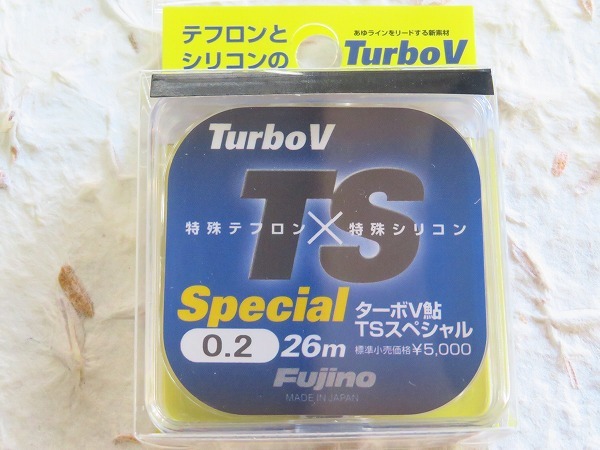 テフロンと
シリコンの
あゆラインをリードする新素材
TurboV
TurboV
TS
特殊テフロン×特殊シリコン
Special
ターボV鮎
TSスペシャル
0.2
26m
標準小売価格¥5,000
Fujino
MADE IN JAPAN